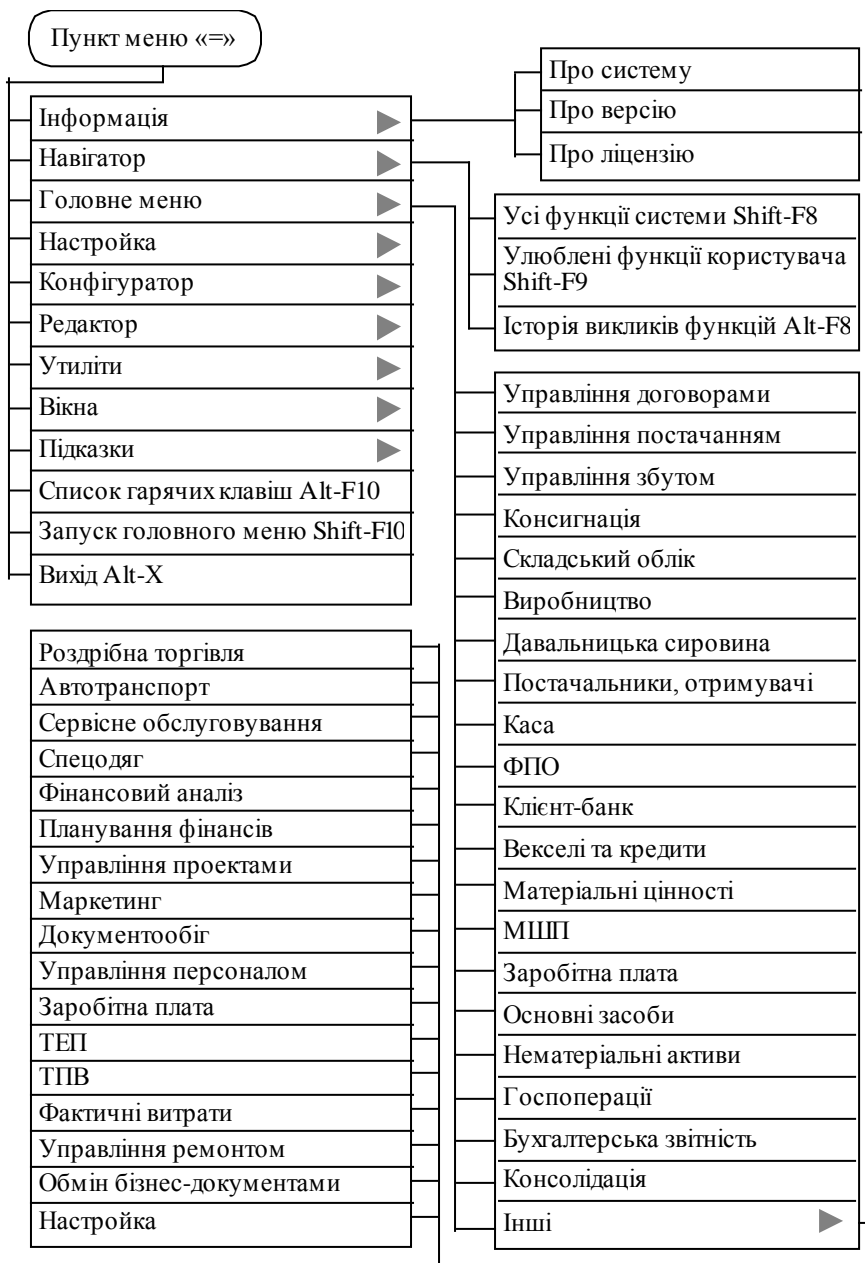 Пункт меню «=»
Інформація
Навігатор
Головне меню
Настройка
Конфігуратор
Редактор
Утиліти
Вікна
Підказки
Список гарячих клавіш Alt-F10
Запуск головного меню Shift-F10
Вихід Alt-X
Про систему
Про версію
Про ліцензію
Усі функції системи Shift-F8
Улюблені функції користувача
Shift-F9
Історія викликів функцій Alt-F8
Управління договорами
Управління постачанням
Управління збутом
Консигнація
Складський облік
Виробництво
Давальницька сировина
Постачальники, отримувачі
Каса
ФПО
Клієнт-банк
Векселі та кредити
Матеріальні цінності
МШП
Заробітна плата
Основні засоби
Нематеріальні активи
Госпоперації
Бухгалтерська звітність
Консолідація
Інші
Роздрібна торгівля
Автотранспорт
Сервісне обслуговування
Спецодяг
Фінансовий аналіз
Планування фінансів
Управління проектами
Маркетинг
Документообіг
Управління персоналом
Заробітна плата
ТЕП
ТПВ
Фактичні витрати
Управління ремонтом
Обмін бізнес-документами
Настройка